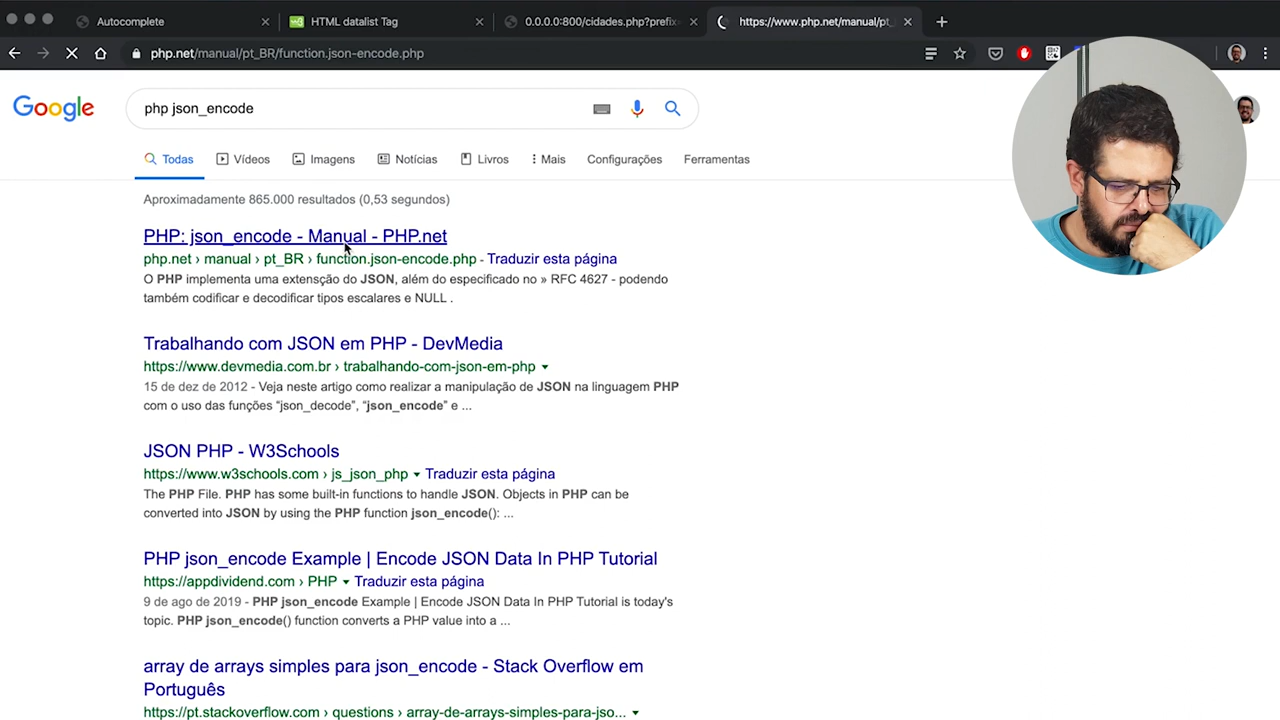 Autocomplete
HTML datalist Tag
0.0.0.0:800/cidades.php?prefix
https://www.php.net/manual/pt_
php.net/manual/pt_BR/function.json-encode.php
Google
php json_encode
Todas
Vídeos
Imagens
Notícias
Livros
Mais
Configurações
Ferramentas
Aproximadamente 865.000 resultados (0,53 segundos)
PHP: json_encode - Manual - PHP.net
php.net › manual › pt_BR › function.json-encode.php - Traduzir esta página
O PHP implementa uma extensção do JSON, além do especificado no » RFC 4627 - podendo
também codificar e decodificar tipos escalares e NULL .
Trabalhando com JSON em PHP - DevMedia
https://www.devmedia.com.br › trabalhando-com-json-em-php
15 de dez de 2012 - Veja neste artigo como realizar a manipulação de JSON na linguagem PHP
com o uso das funções “json_decode”, “json_encode” e ...
JSON PHP - W3Schools
https://www.w3schools.com › js_json_php Traduzir esta página
The PHP File. PHP has some built-in functions to handle JSON. Objects in PHP can be
converted into JSON by using the PHP function json_encode(): ...
PHP json_encode Example | Encode JSON Data In PHP Tutorial
https://appdividend.com › PHP Traduzir esta página
9 de ago de 2019 - PHP json_encode Example | Encode JSON Data In PHP Tutorial is today's
topic. PHP json_encode() function converts a PHP value into a ...
array de arrays simples para json_encode - Stack Overflow em
Português
https://pt.stackoverflow.com › questions › array-de-arrays-simples-para-jso...